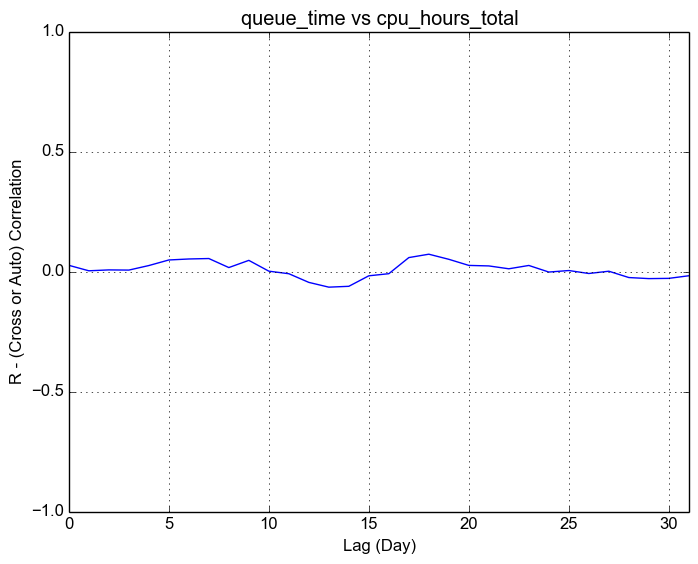 queue_time vs cpu_hours_total
1.0
0.5
0.0
−0.5
−1.0
R - (Cross or Auto) Correlation
0 5 10 15 20 25 30
Lag (Day)